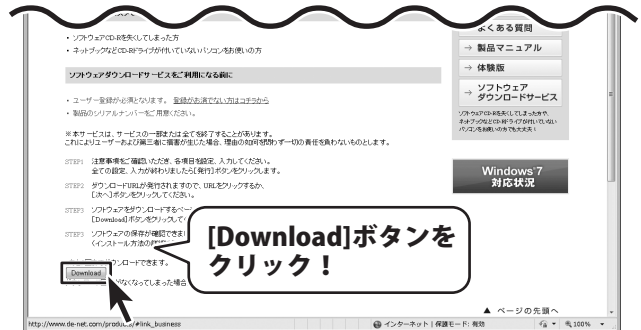 よくある質問
・ ソフトウェアCD-Rを失くしてしまった方
・ ネットブックなどCD-Rドライブが付いていないパソコンをお使いの方
→ 製品マニュアル
→ 体験版
→ ソフトウェア
ダウンロードサービス
ソフトウェアCD-Rを失くしてしまった方や、
ネットブックなどCD-Rドライブが付いていない
パソコンをお使いの方でも大丈夫!
Windows 7
対応状況
ソフトウェアダウンロードサービスをご利用になる前に
・ ユーザー登録が必須となります。 登録がお済でない方はコチラから
・ 製品のシリアルナンバーをご用意ください。
※本サービスは、サービスの一部または全てを終了することがあります。
これによりユーザーおよび第三者に損害が生じた場合、理由の如何を問わず一切の責任を負わないものとします。
STEP1 注意事項をご確認いただき、各項目を設定、入力してください。
全ての設定、入力が終わりましたら[発行]ボタンをクリックします。
STEP2 ダウンロードURLが発行されますので、URLをクリックするか、
[次へ]ボタンをクリックしてください。
STEP3 ソフトウェアをダウンロードするペー
[Download]ボタンをクリックして
STEP4 ソフトウェアの保存が確認できまし
(インストール方法の
ウンロードできます。
Download
がなくなってしまった場合
[Download]ボタンを
クリック!
▲ ページの先頭へ
http://www.de-net.com/products/#link_business
インターネット | 保護モード: 有効
100%